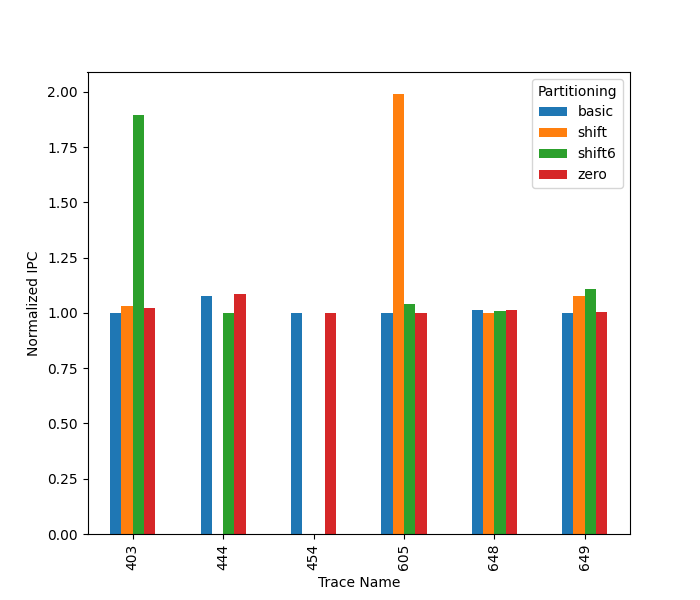 Partitioning
basic
shift
shift6
zero
Normalized IPC
2.00
1.75
1.50
1.25
1.00
0.75
0.50
0.25
0.00
403
444
454
605
648
649
Trace Name